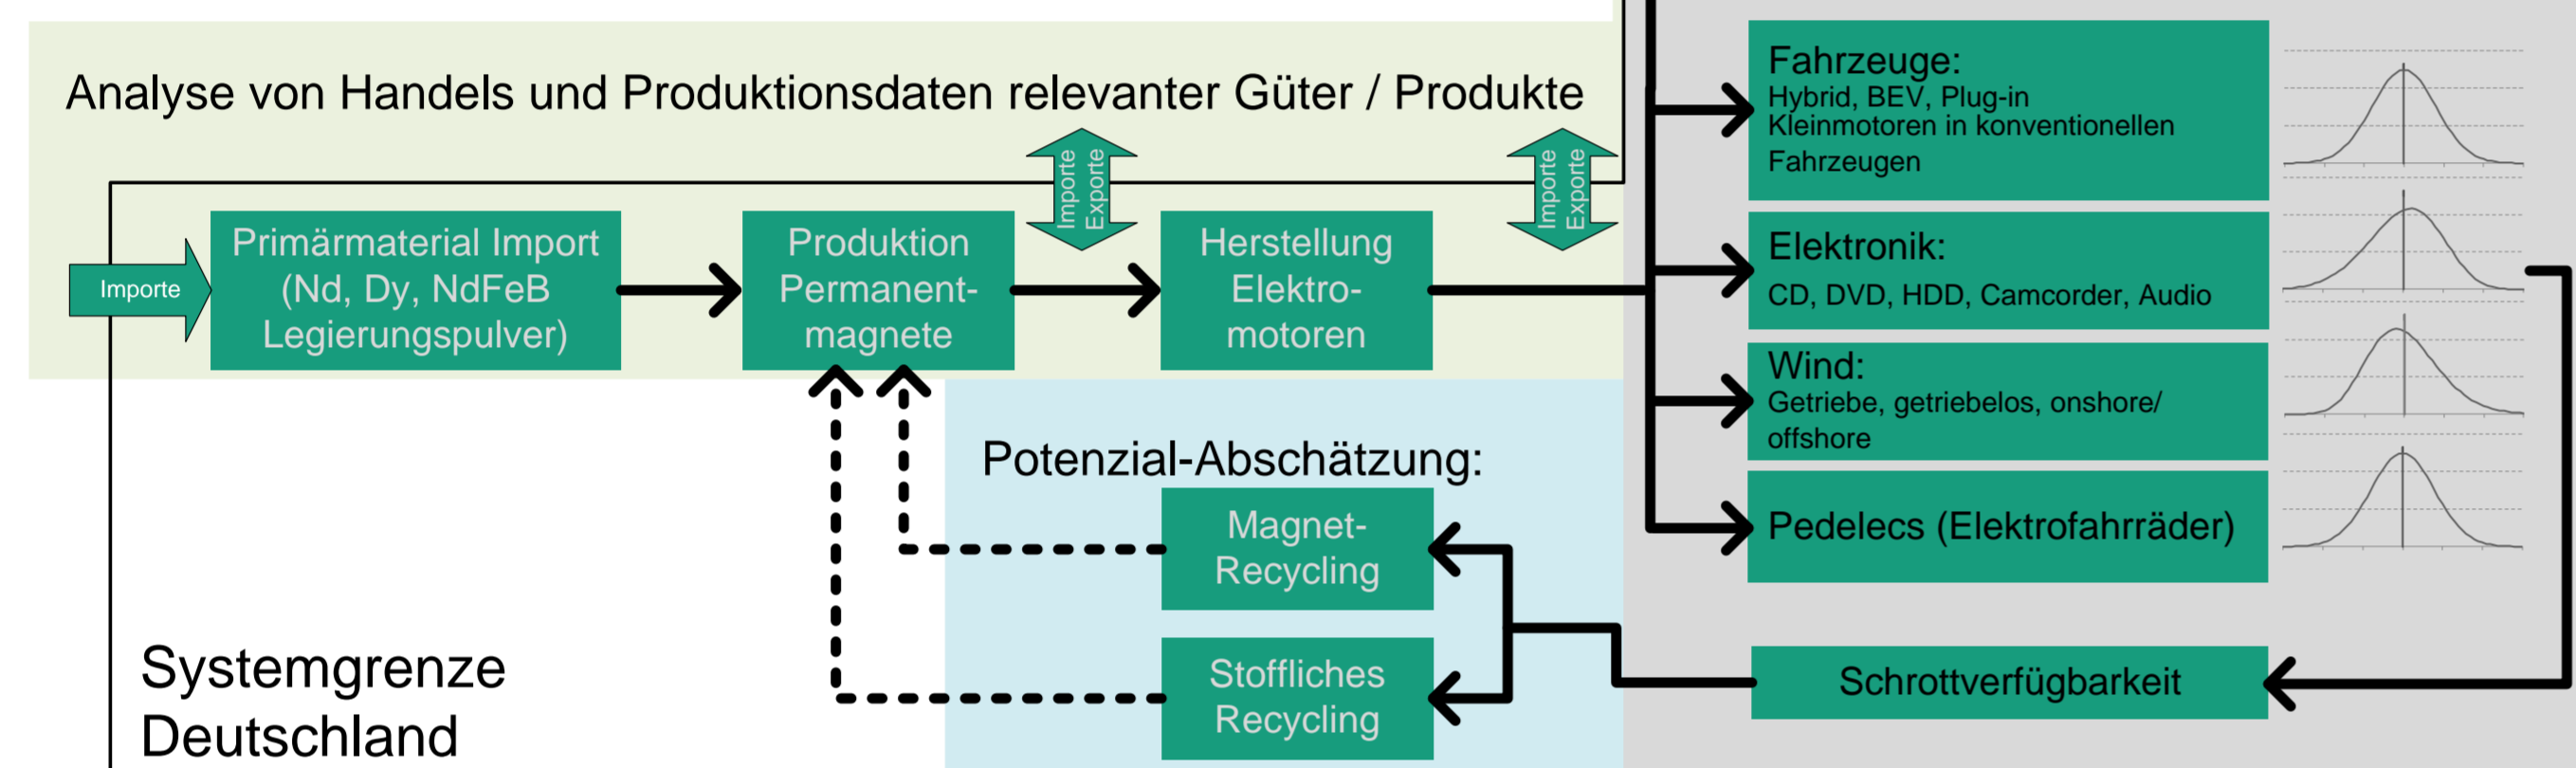 Analyse von Handels und Produktionsdaten relevanter Güter / Produkte
Importe
Exporte
Importe
Exporte
Importe
Primärmaterial Import
(Nd, Dy, NdFeB
Legierungspulver)
Produktion
Permanent-
magnete
Herstellung
Elektro-
motoren
Fahrzeuge:
Hybrid, BEV, Plug-in
Kleinmotoren in konventionellen
Fahrzeugen
Elektronik:
CD, DVD, HDD, Camcorder, Audio
Wind:
Getriebe, getriebelos, onshore/
offshore
Pedelecs (Elektrofahrräder)
Potenzial-Abschätzung:
Magnet-
Recycling
Stoffliches
Recycling
Schrottverfügbarkeit
Systemgrenze
Deutschland